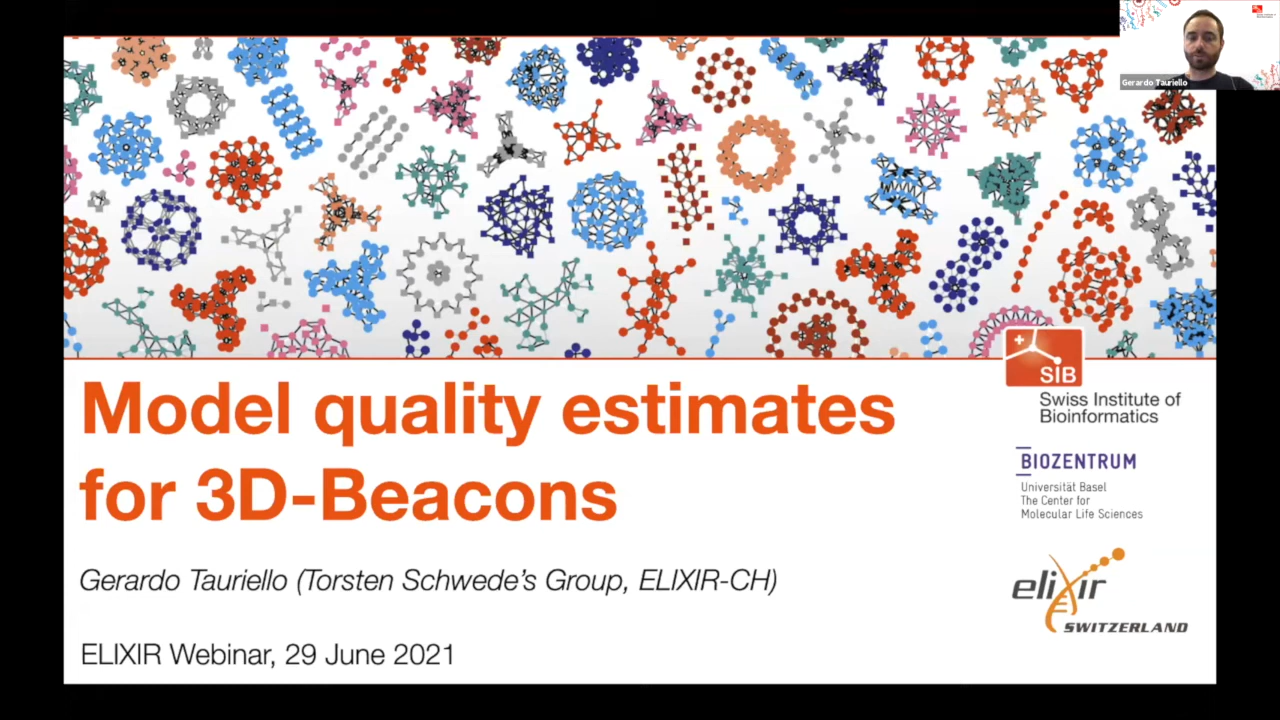 Gerardo Tauriello
SIB
Swiss Institute of
Bioinformatics
Model quality estimates
for 3D-Beacons
BIOZENTRUM
Universität Basel
The Center for
Molecular Life Sciences
Gerardo Tauriello (Torsten Schwede's Group, ELIXIR-CH)
elixir
SWITZERLAND
ELIXIR Webinar, 29 June 2021